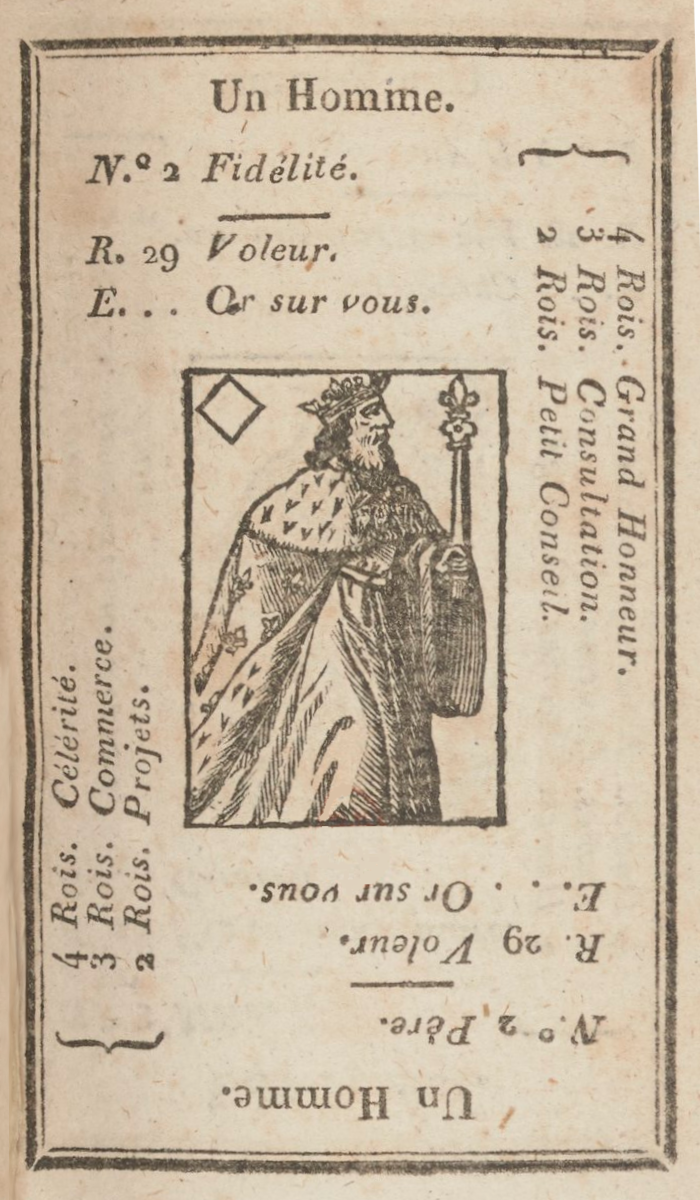 Un Homme.
N.º 2 Fidélité.
R. 29 Voleur.
E. . . Or sur vous.
4 Rois. Grand Honneur.
3 Rois. Consultation.
2 Rois. Petit Conseil.
4 Rois. Célérité.
3 Rois. Commerce.
2 Rois. Projets.
Un Homme.
N.º 2 Père.
R. 29 Voleur.
E. . . Or sur vous.